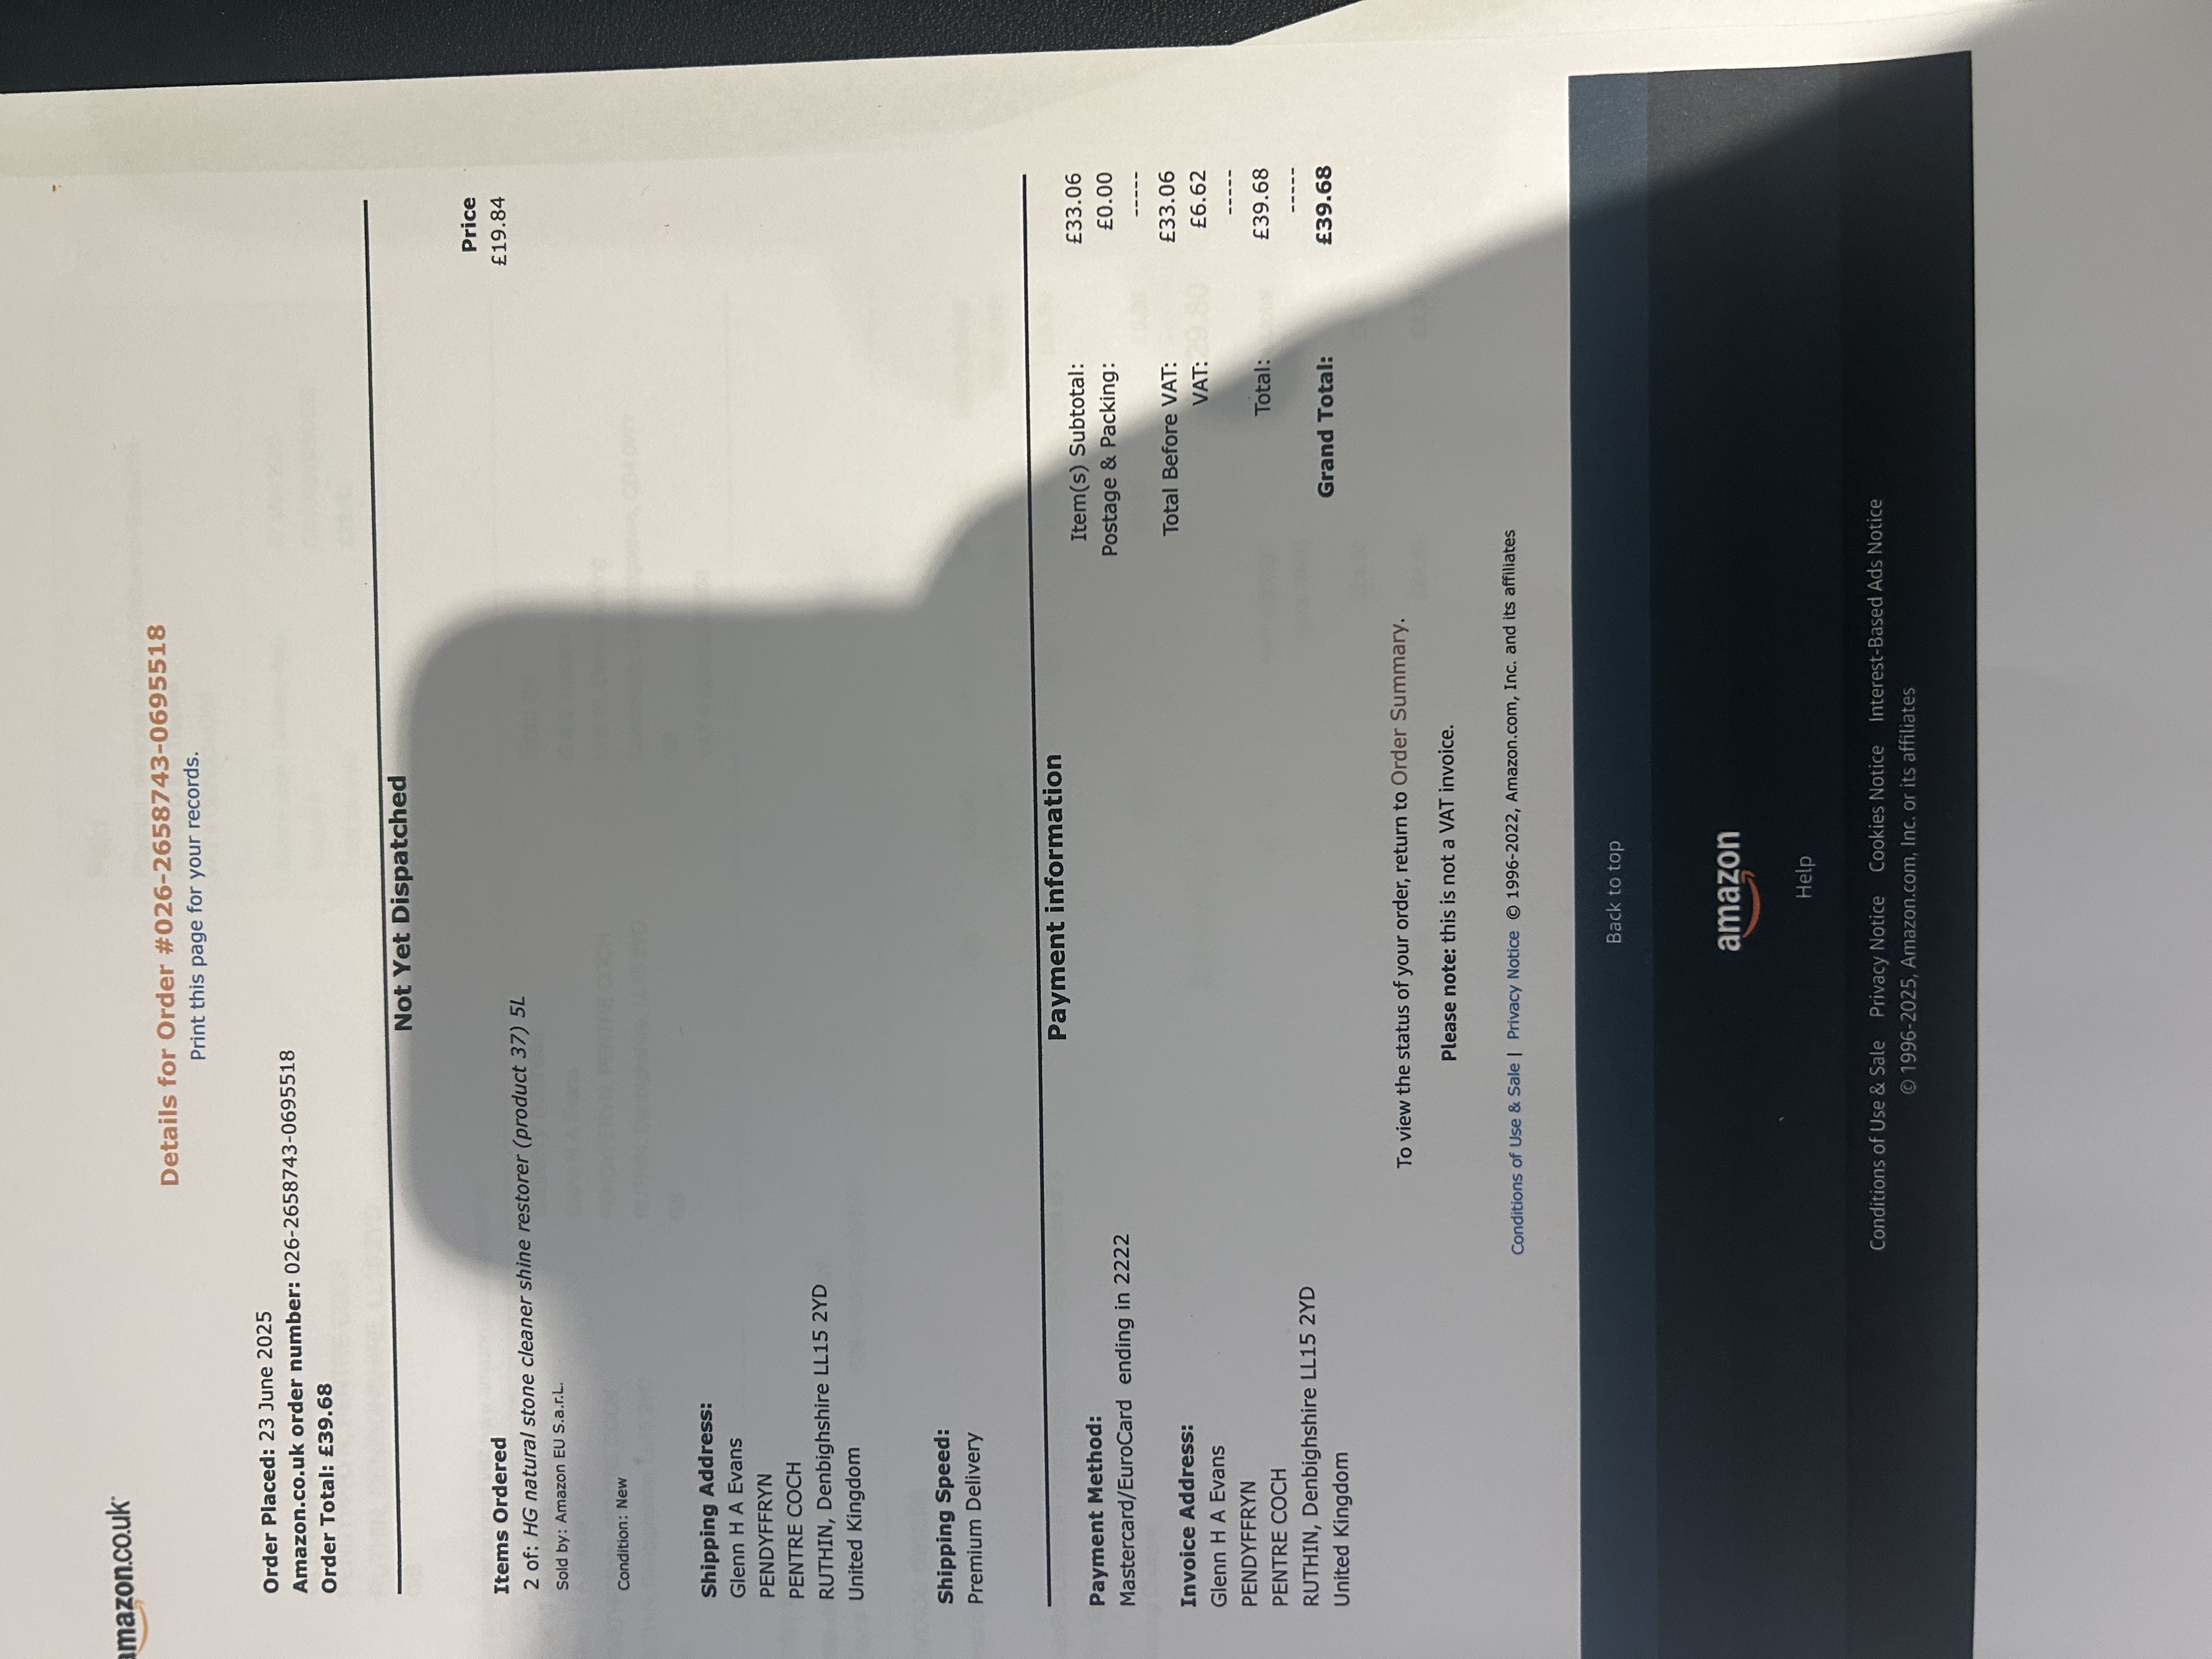 amazon.co.uk
Details for Order #026-2658743-0695518
Print this page for your records.
Order Placed: 23 June 2025
Amazon.co.uk order number: 026-2658743-0695518
Order Total: £39.68
Not Yet Dispatched
Items Ordered Price
2 of: HG natural stone cleaner shine restorer (product 37) 5L £19.84
Sold by: Amazon EU S.a.r.L.
Condition: New
Shipping Address:
Glenn H A Evans
PENDYFFRYN
PENTRE COCH
RUTHIN, Denbighshire LL15 2YD
United Kingdom
Shipping Speed:
Premium Delivery
Payment information
Payment Method:
Mastercard/EuroCard ending in 2222
Invoice Address:
Glenn H A Evans
PENDYFFRYN
PENTRE COCH
RUTHIN, Denbighshire LL15 2YD
United Kingdom
Item(s) Subtotal: £33.06
Postage & Packing: £0.00
-----
Total Before VAT: £33.06
VAT: £6.62
-----
Total: £39.68
-----
Grand Total: £39.68
To view the status of your order, return to Order Summary.
Please note: this is not a VAT invoice.
Conditions of Use & Sale | Privacy Notice © 1996-2022, Amazon.com, Inc. and its affiliates
Back to top
amazon
Help
Conditions of Use & Sale Privacy Notice Cookies Notice Interest-Based Ads Notice
© 1996-2025, Amazon.com, Inc. or its affiliates